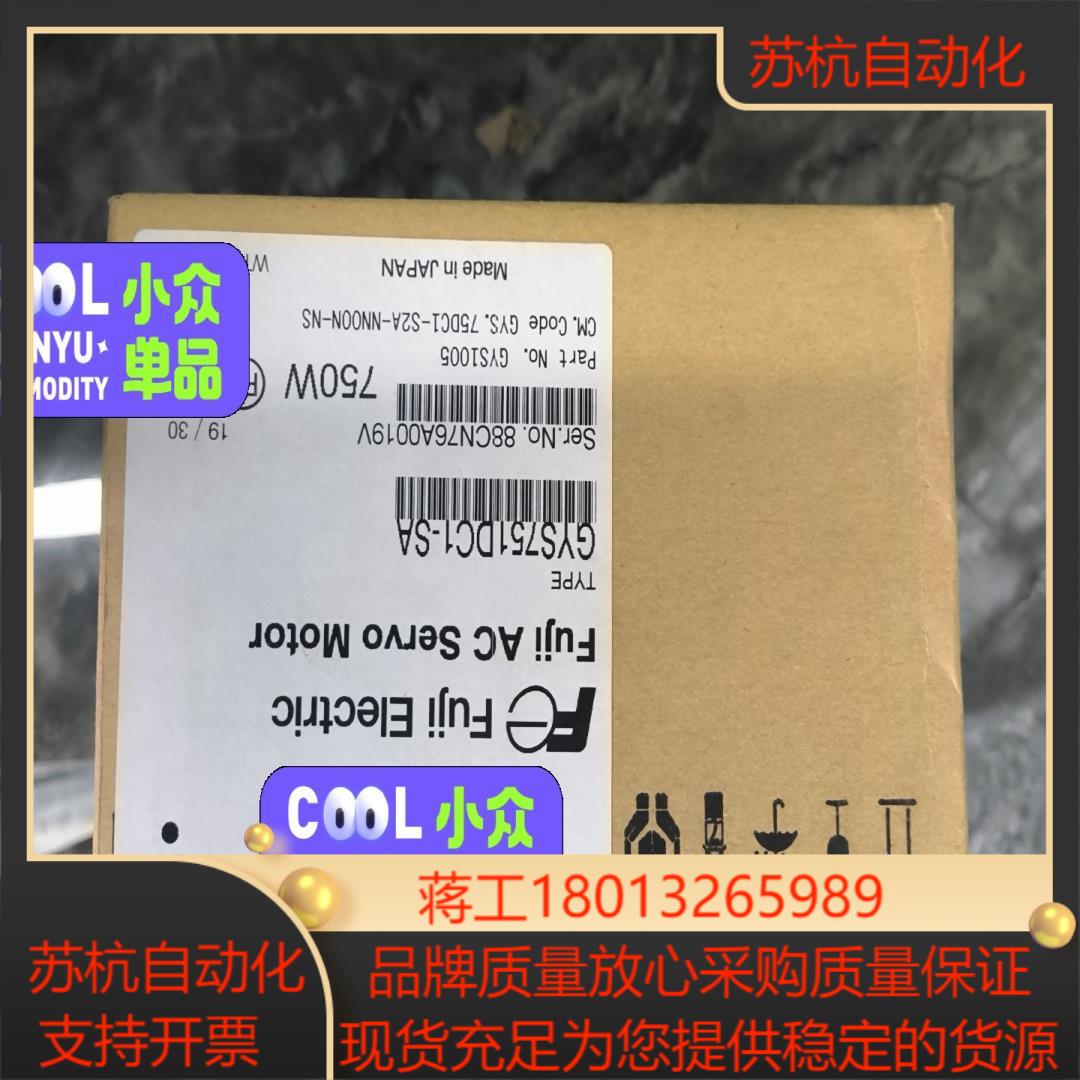 苏杭自动化
COOL 小众
NYU
单品
MODITY
Made in JAPAN
CM. Code GYS. 75DC1-S2A-NN00N-NS
Part No. GYS1005
750W
Ser.No. 88CN76A0019V
19 / 30
GYS751DC1-SA
TYPE
Fuji AC Servo Motor
Fuji Electric
COOL 小众
蒋工18013265989
苏杭自动化
支持开票
品牌质量放心采购质量保证
现货充足为您提供稳定的货源